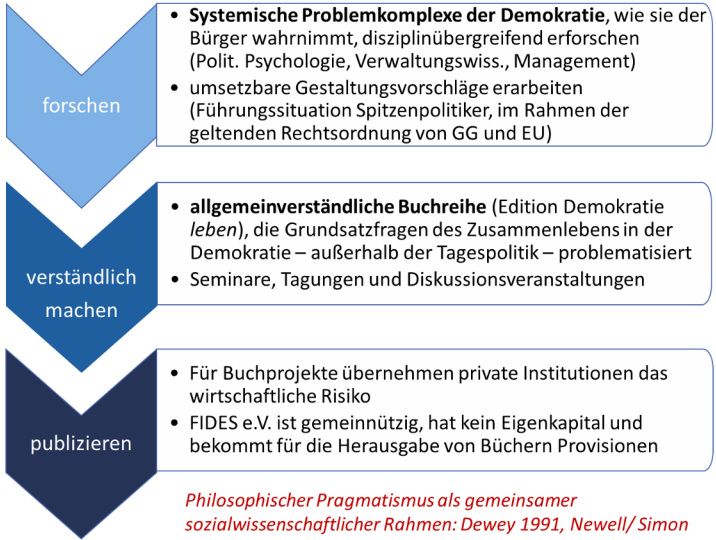 forschen
• Systemische Problemkomplexe der Demokratie, wie sie der
Bürger wahrnimmt, disziplinübergreifend erforschen
(Polit. Psychologie, Verwaltungswiss., Management)
• umsetzbare Gestaltungsvorschläge erarbeiten
(Führungssituation Spitzenpolitiker, im Rahmen der
geltenden Rechtsordnung von GG und EU)
verständlich
machen
• allgemeinverständliche Buchreihe (Edition Demokratie
leben), die Grundsatzfragen des Zusammenlebens in der
Demokratie – außerhalb der Tagespolitik – problematisiert
• Seminare, Tagungen und Diskussionsveranstaltungen
publizieren
• Für Buchprojekte übernehmen private Institutionen das
wirtschaftliche Risiko
• FIDES e.V. ist gemeinnützig, hat kein Eigenkapital und
bekommt für die Herausgabe von Büchern Provisionen
Philosophischer Pragmatismus als gemeinsamer
sozialwissenschaftlicher Rahmen: Dewey 1991, Newell/ Simon